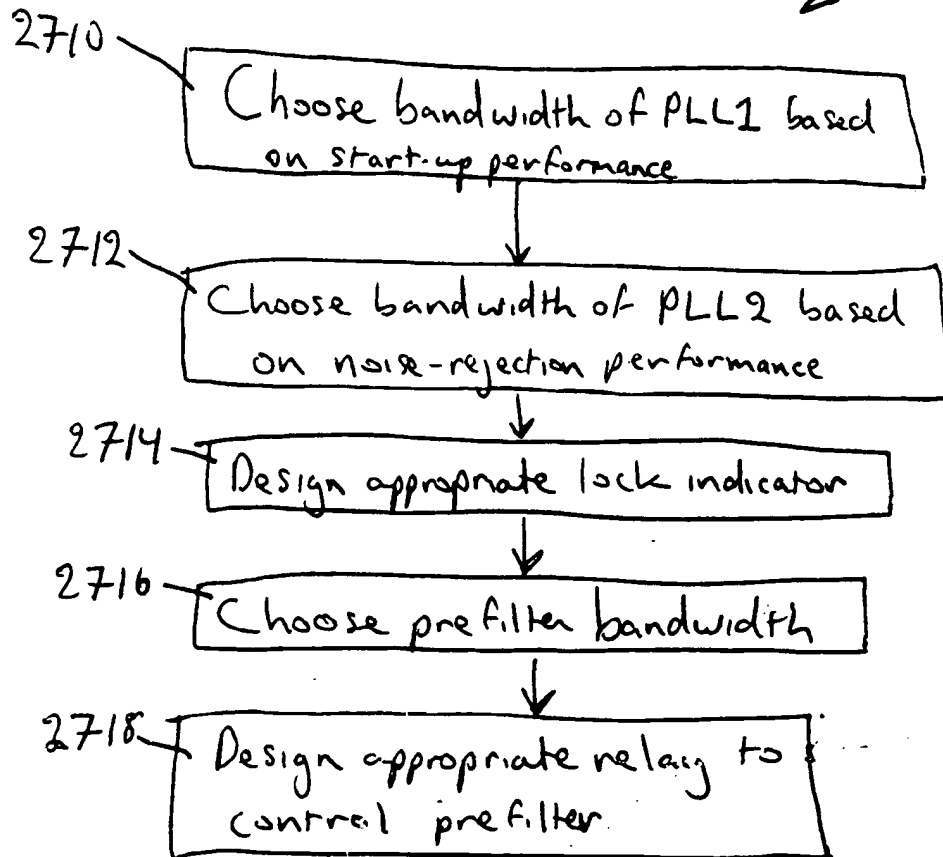 2710
Choose bandwidth of PLL1 based
on start-up performance
2712
Choose bandwidth of PLL2 based
on noise-rejection performance
2714
Design appropriate lock indicator
2716
Choose prefilter bandwidth
2718
Design appropriate relay to
control prefilter